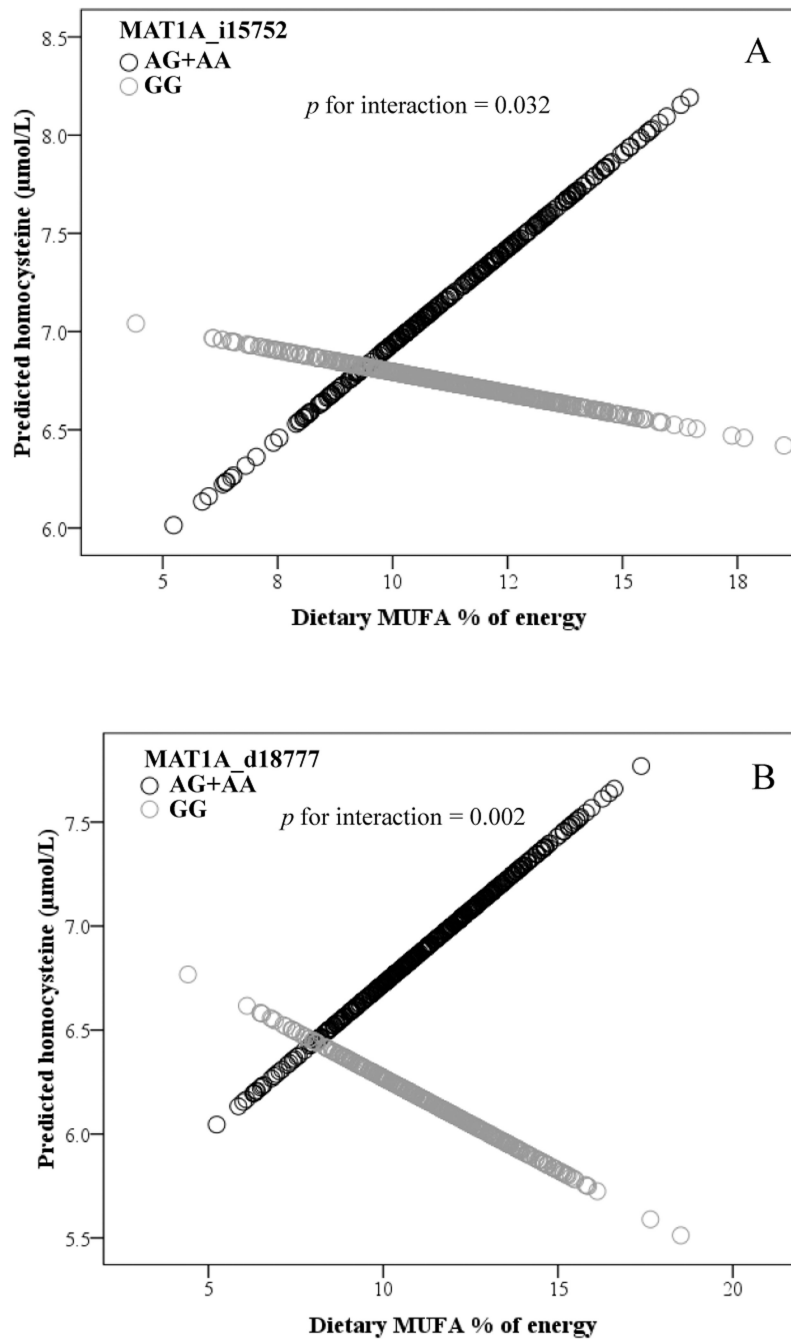 MAT1A_i15752
A
AG+AA
GG
p for interaction = 0.032
8.5
8.0
7.5
7.0
6.5
6.0
Predicted homocysteine (µmol/L)
5
8
10
12
15
18
Dietary MUFA % of energy
MAT1A_d18777
B
AG+AA
GG
p for interaction = 0.002
7.5
7.0
6.5
6.0
5.5
Predicted homocysteine (µmol/L)
5
10
15
20
Dietary MUFA % of energy